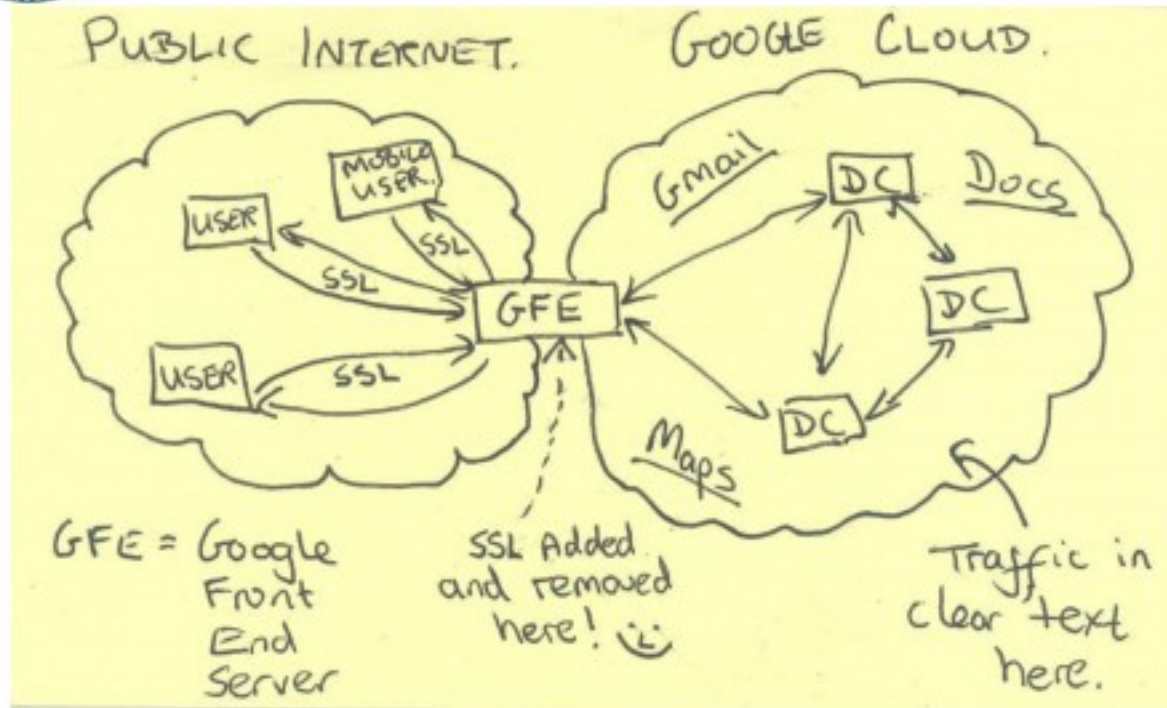 PUBLIC INTERNET.
GOOGLE CLOUD.
MOBILE
USER.
USER
SSL
SSL
USER
SSL
GFE
Gmail
DC
Docs
DC
DC
Maps
GFE = Google
Front
End
Server
SSL Added
and removed
here!
Traffic in
clear text
here.